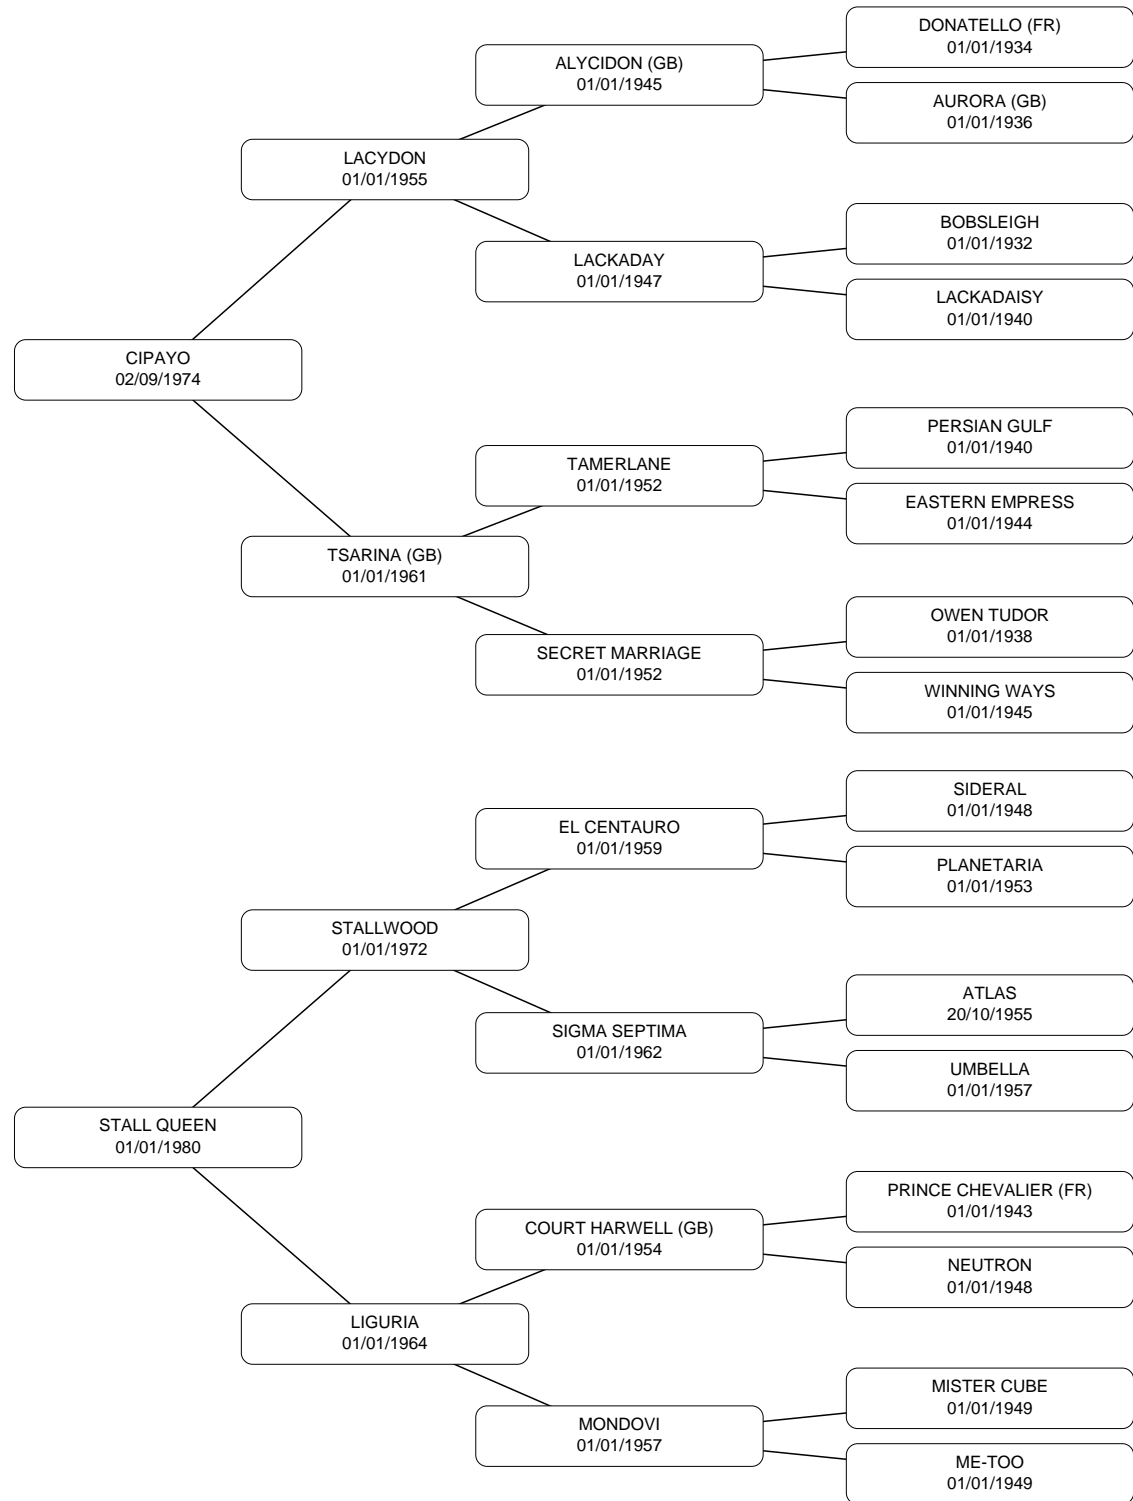 DONATELLO (FR)
01/01/1934
ALYCIDON (GB)
01/01/1945
AURORA (GB)
01/01/1936
LACYDON
01/01/1955
BOBSLEIGH
01/01/1932
LACKADAY
01/01/1947
LACKADAISY
01/01/1940
CIPAYO
02/09/1974
PERSIAN GULF
01/01/1940
TAMERLANE
01/01/1952
EASTERN EMPRESS
01/01/1944
TSARINA (GB)
01/01/1961
OWEN TUDOR
01/01/1938
SECRET MARRIAGE
01/01/1952
WINNING WAYS
01/01/1945
SIDERAL
01/01/1948
EL CENTAURO
01/01/1959
PLANETARIA
01/01/1953
STALLWOOD
01/01/1972
ATLAS
20/10/1955
SIGMA SEPTIMA
01/01/1962
UMBELLA
01/01/1957
STALL QUEEN
01/01/1980
PRINCE CHEVALIER (FR)
01/01/1943
COURT HARWELL (GB)
01/01/1954
NEUTRON
01/01/1948
LIGURIA
01/01/1964
MISTER CUBE
01/01/1949
MONDOVI
01/01/1957
ME-TOO
01/01/1949